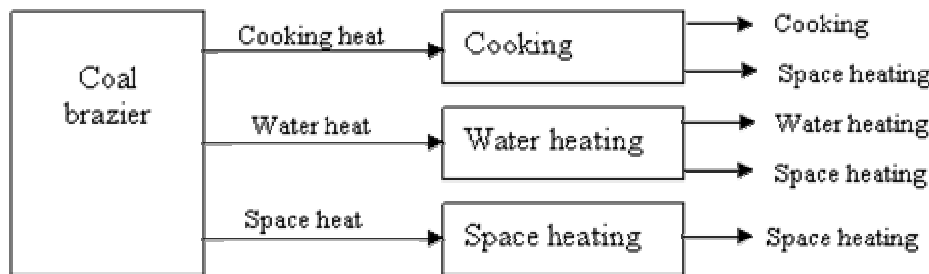 Coal
brazier
Cooking heat
Cooking
Cooking
Space heating
Water heat
Water heating
Water heating
Space heating
Space heat
Space heating
Space heating